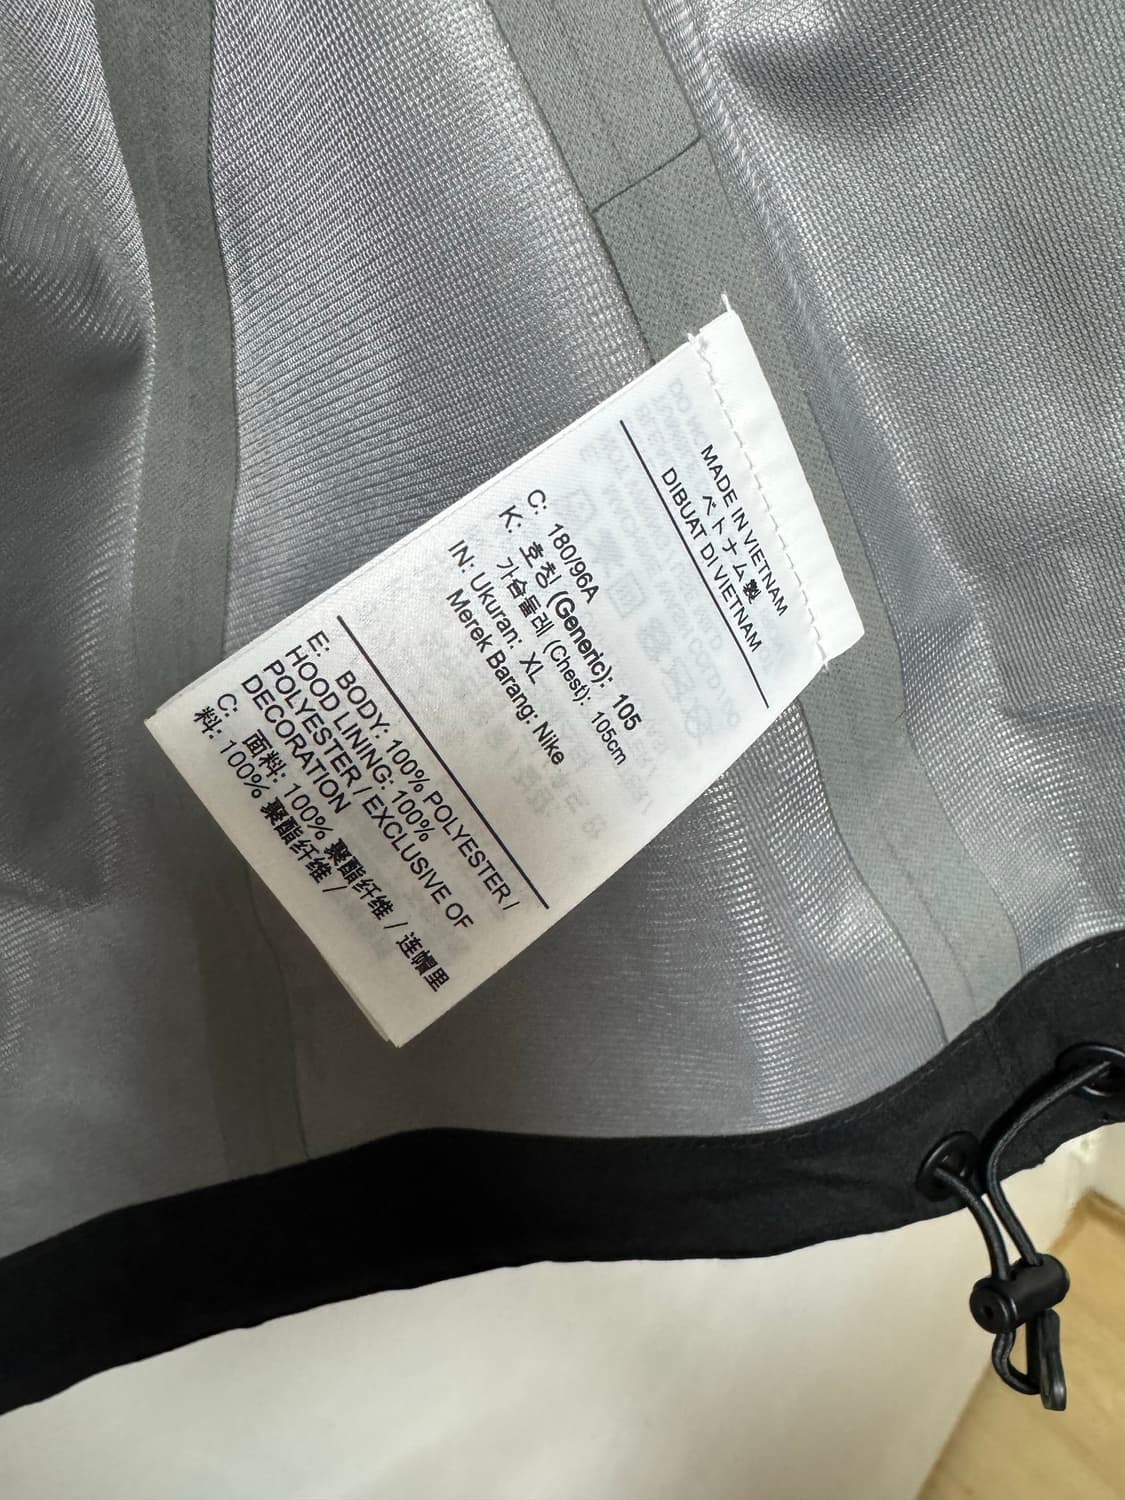 MADE IN VIETNAM
ベトナム製
DIBUAT DI VIETNAM
C: 180/96A
K: 호칭 (Generic): 105
가슴둘레 (Chest): 105cm
IN: Ukuran: XL
Merek Barang: Nike
E: BODY: 100% POLYESTER /
HOOD LINING: 100%
POLYESTER / EXCLUSIVE OF
DECORATION
C: 面料: 100% 聚酯纤维 / 连帽里
料: 100% 聚酯纤维 /